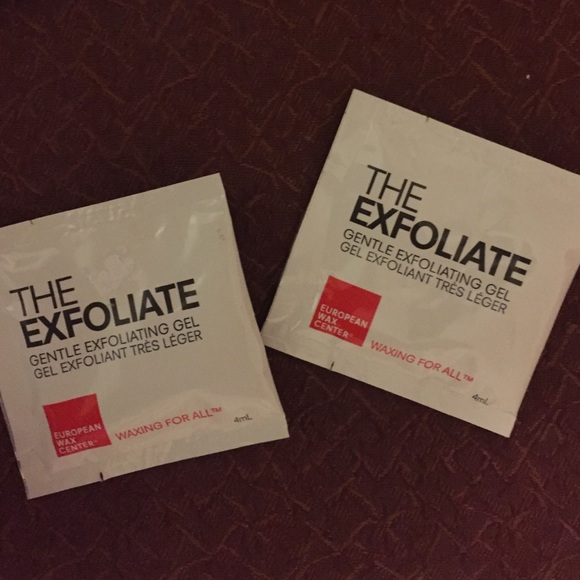 THE
EXFOLIATE
GENTLE EXFOLIATING GEL
GEL EXFOLIANT TRÈS LÉGER
EUROPEAN
WAX
CENTER®
WAXING FOR ALL™
4mL
THE
EXFOLIATE
GENTLE EXFOLIATING GEL
GEL EXFOLIANT TRÈS LÉGER
EUROPEAN
WAX
CENTER®
WAXING FOR ALL™
4mL